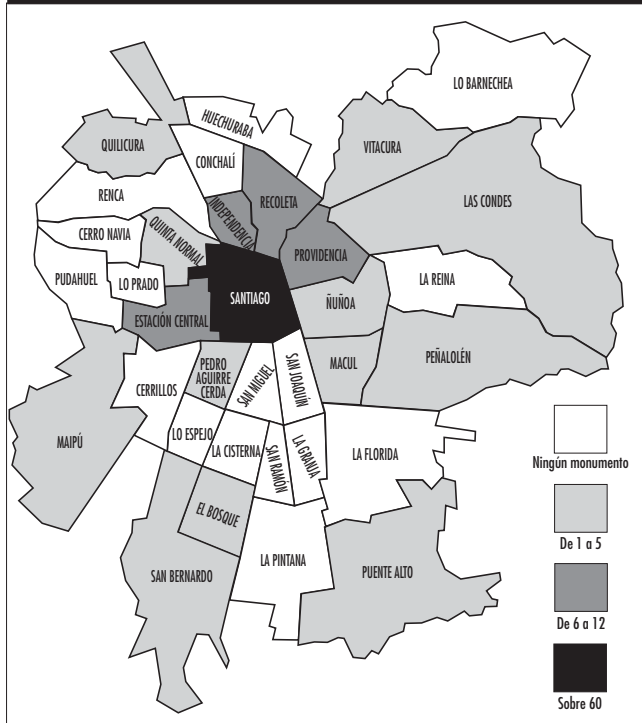 LO BARNECHEA
HUECHURABA
QUILICURA
CONCHALÍ
VITACURA
RENCA
RECOLETA
LAS CONDES
INDEPENDENCIA
CERRO NAVIA
QUINTA NORMAL
PROVIDENCIA
PUDAHUEL
LO PRADO
LA REINA
SANTIAGO
ÑUÑOA
ESTACIÓN CENTRAL
PEÑALOLÉN
MACUL
PEDRO
AGUIRRE
CERDA
SAN MIGUEL
SAN JOAQUÍN
CERRILLOS
MAIPÚ
LO ESPEJO
LA CISTERNA
SAN RAMÓN
LA GRANJA
LA FLORIDA
EL BOSQUE
SAN BERNARDO
LA PINTANA
PUENTE ALTO
Ningún monumento
De 1 a 5
De 6 a 12
Sobre 60